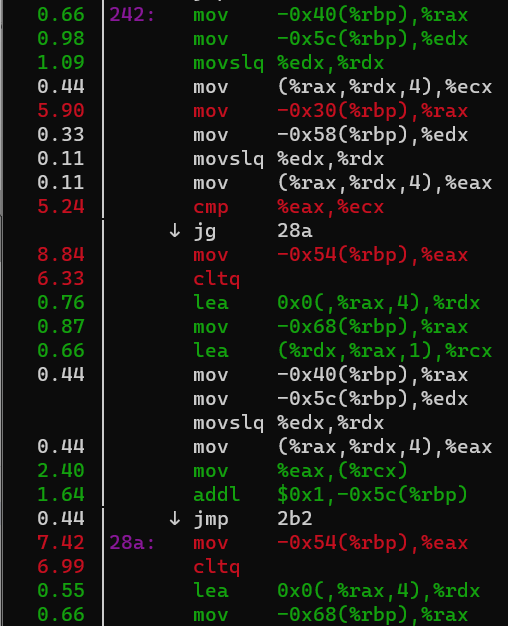 0.66 242: mov -0x40(%rbp),%rax
0.98 mov -0x5c(%rbp),%edx
1.09 movslq %edx,%rdx
0.44 mov (%rax,%rdx,4),%ecx
5.90 mov -0x30(%rbp),%rax
0.33 mov -0x58(%rbp),%edx
0.11 movslq %edx,%rdx
0.11 mov (%rax,%rdx,4),%eax
5.24 cmp %eax,%ecx
↓ jg 28a
8.84 mov -0x54(%rbp),%eax
6.33 cltq
0.76 lea 0x0(,%rax,4),%rdx
0.87 mov -0x68(%rbp),%rax
0.66 lea (%rdx,%rax,1),%rcx
0.44 mov -0x40(%rbp),%rax
mov -0x5c(%rbp),%edx
movslq %edx,%rdx
0.44 mov (%rax,%rdx,4),%eax
2.40 mov %eax,(%rcx)
1.64 addl $0x1,-0x5c(%rbp)
0.44 ↓ jmp 2b2
7.42 28a: mov -0x54(%rbp),%eax
6.99 cltq
0.55 lea 0x0(,%rax,4),%rdx
0.66 mov -0x68(%rbp),%rax